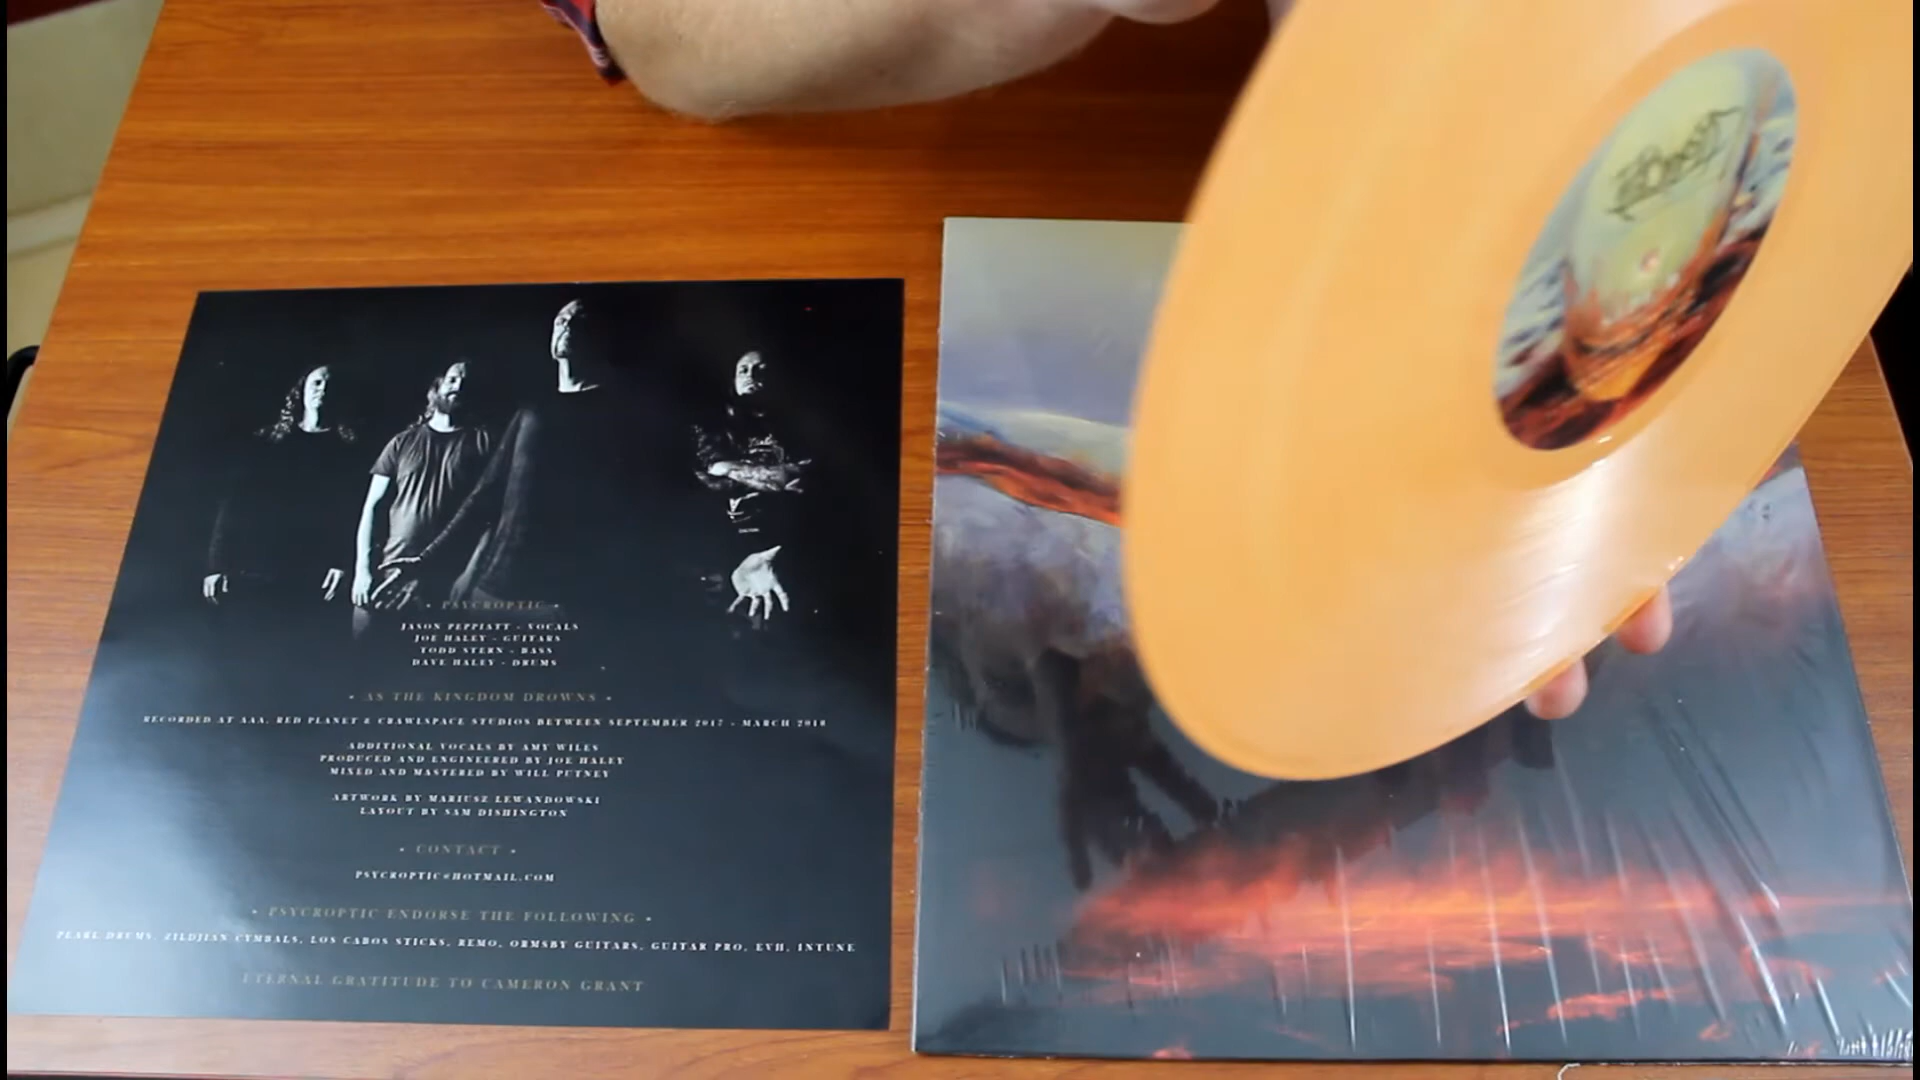 • PSYCROPTIC •
JASON PEPPIATT - VOCALS
JOE HALEY - GUITARS
TODD STERN - BASS
DAVE HALEY - DRUMS
• AS THE KINGDOM DROWNS •
RECORDED AT AAA, RED PLANET & CRAWLSPACE STUDIOS BETWEEN SEPTEMBER 2017 - MARCH 2018
ADDITIONAL VOCALS BY AMY WILES
PRODUCED AND ENGINEERED BY JOE HALEY
MIXED AND MASTERED BY WILL PUTNEY
ARTWORK BY MARIUSZ LEWANDOWSKI
LAYOUT BY SAM DISHINGTON
• CONTACT •
PSYCROPTIC@HOTMAIL.COM
• PSYCROPTIC ENDORSE THE FOLLOWING •
PEARL DRUMS, ZILDJIAN CYMBALS, LOS CABOS STICKS, REMO, ORMSBY GUITARS, GUITAR PRO, EVH, INTUNE
ETERNAL GRATITUDE TO CAMERON GRANT